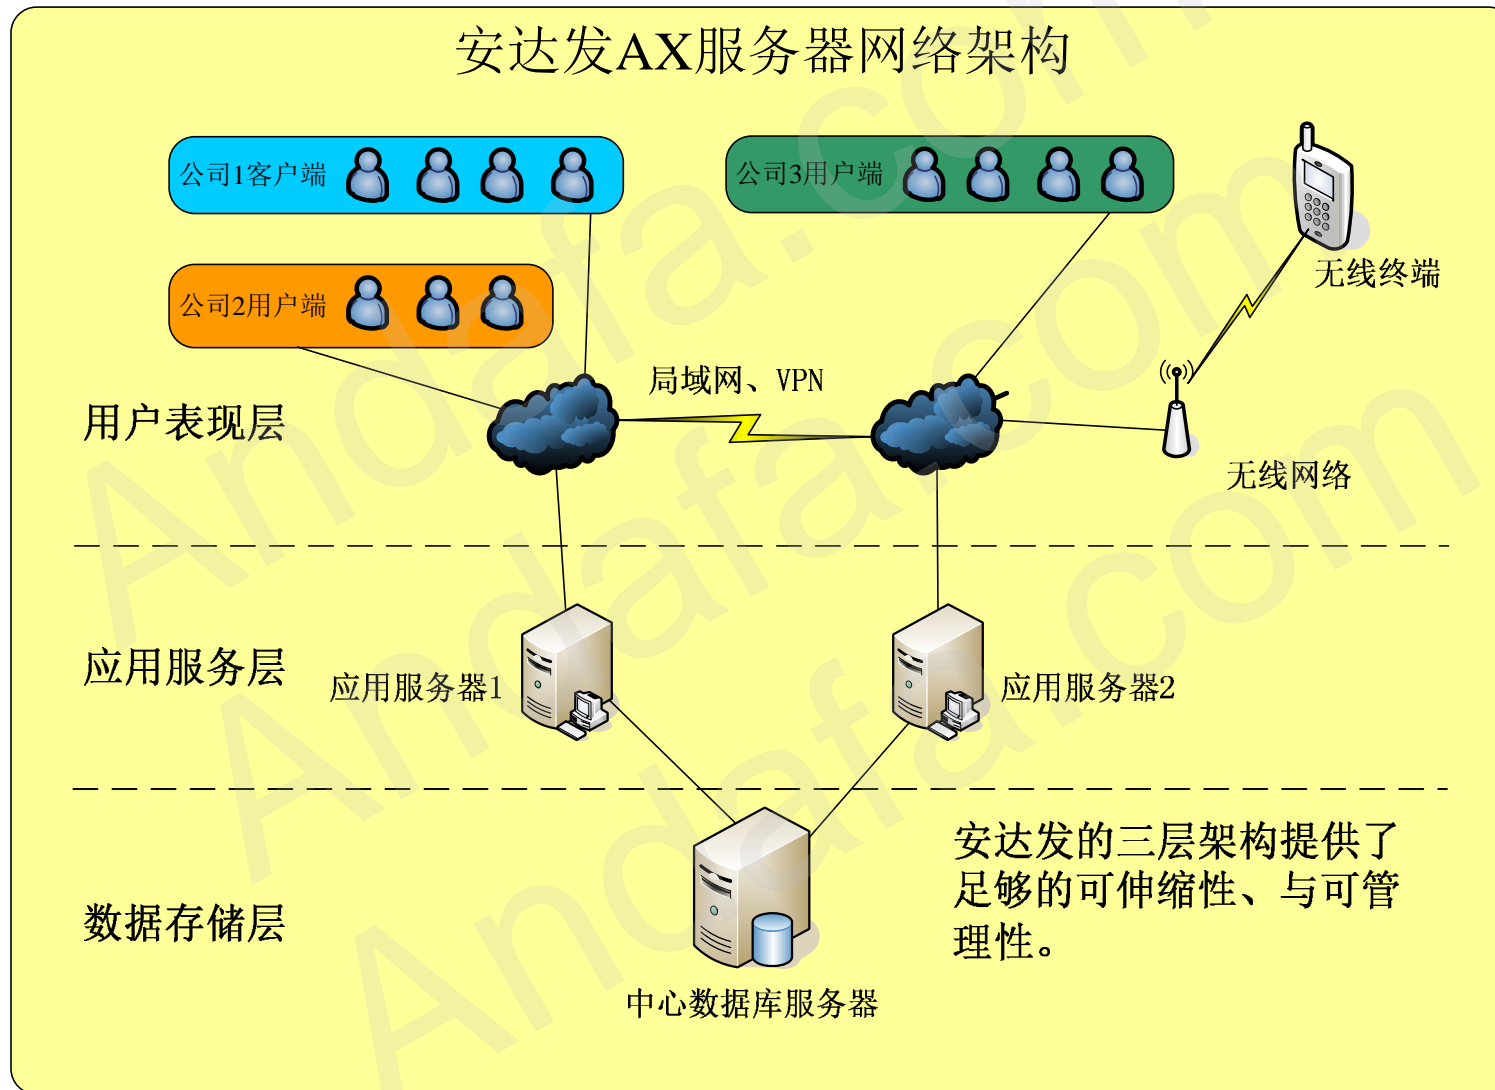 安达发AX服务器网络架构
公司1客户端
公司3用户端
公司2用户端
无线终端
局域网、VPN
用户表现层
无线网络
应用服务层
应用服务器1
应用服务器2
安达发的三层架构提供了
足够的可伸缩性、与可管
理性。
数据存储层
中心数据库服务器
Andafa.com
Andafa.com
Andafa.com